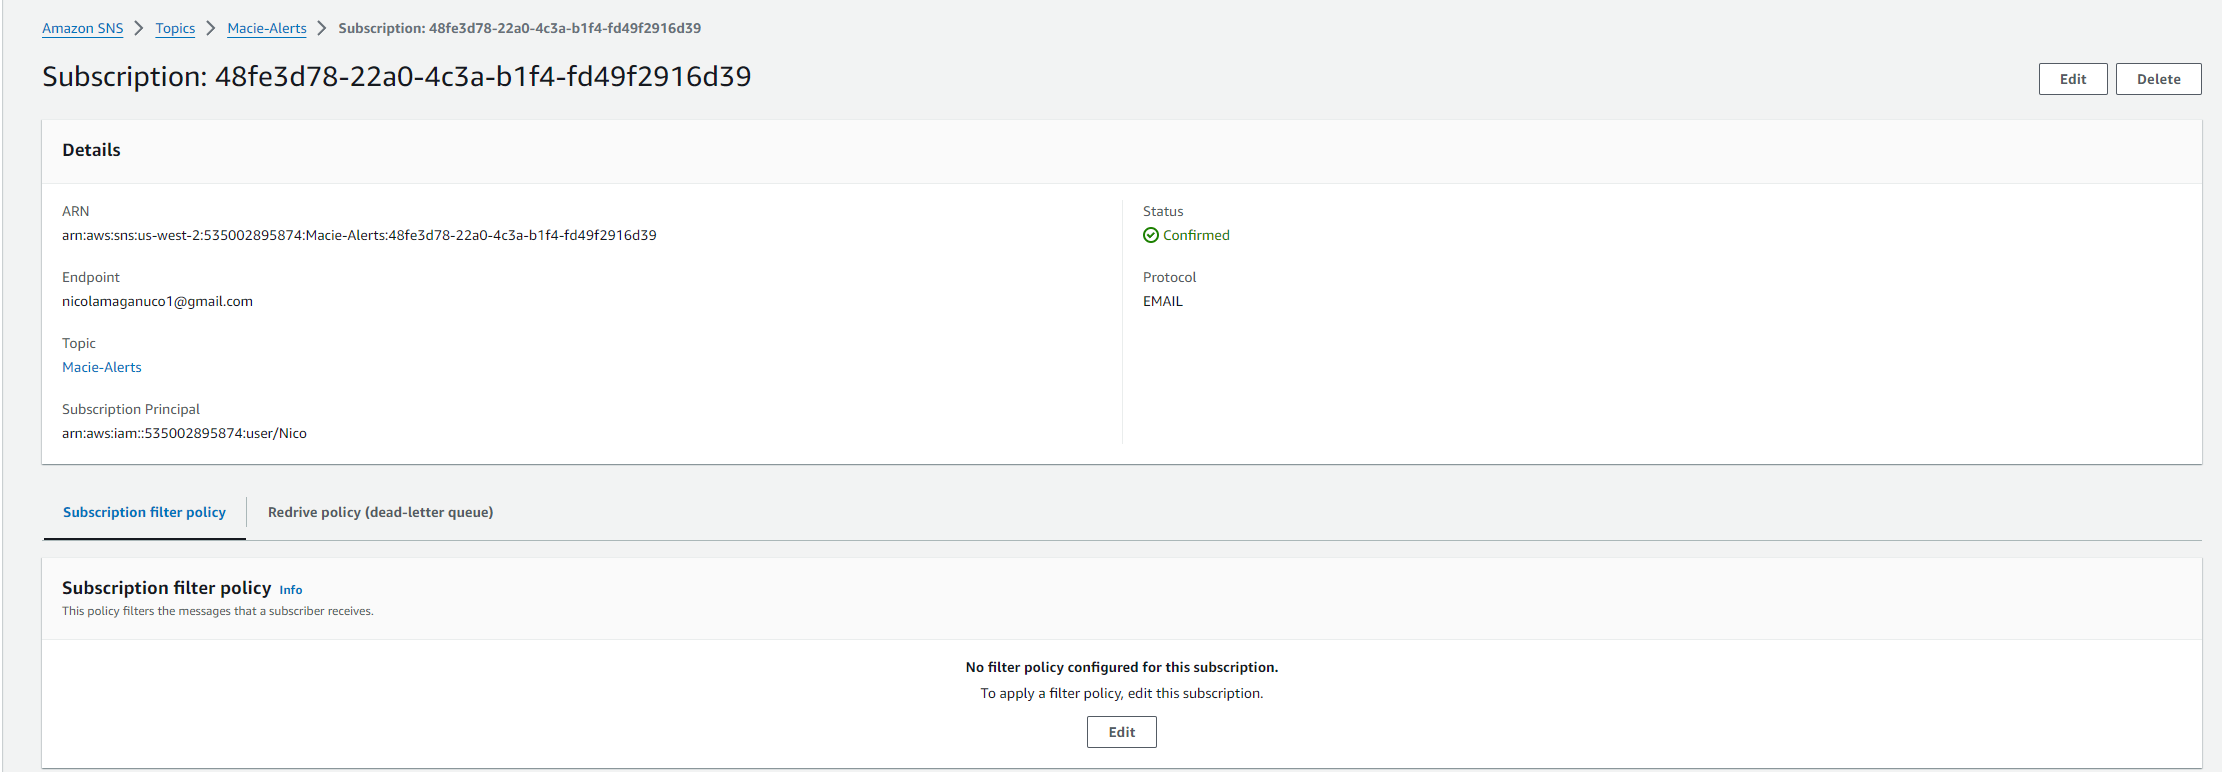 Amazon SNS > Topics > Macie-Alerts > Subscription: 48fe3d78-22a0-4c3a-b1f4-fd49f2916d39
Subscription: 48fe3d78-22a0-4c3a-b1f4-fd49f2916d39
Edit
Delete
Details
ARN
arn:aws:sns:us-west-2:535002895874:Macie-Alerts:48fe3d78-22a0-4c3a-b1f4-fd49f2916d39
Endpoint
nicolamaganuco1@gmail.com
Topic
Macie-Alerts
Subscription Principal
arn:aws:iam::535002895874:user/Nico
Status
Confirmed
Protocol
EMAIL
Subscription filter policy
Redrive policy (dead-letter queue)
Subscription filter policy Info
This policy filters the messages that a subscriber receives.
No filter policy configured for this subscription.
To apply a filter policy, edit this subscription.
Edit